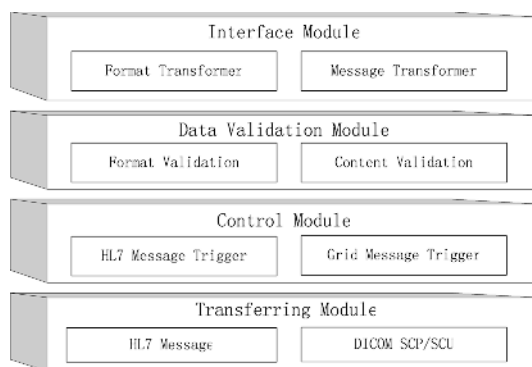 Interface Module
Format Transformer
Message Transformer
Data Validation Module
Format Validation
Content Validation
Control Module
HL7 Message Trigger
Grid Message Trigger
Transferring Module
HL7 Message
DICOM SCP/SCU